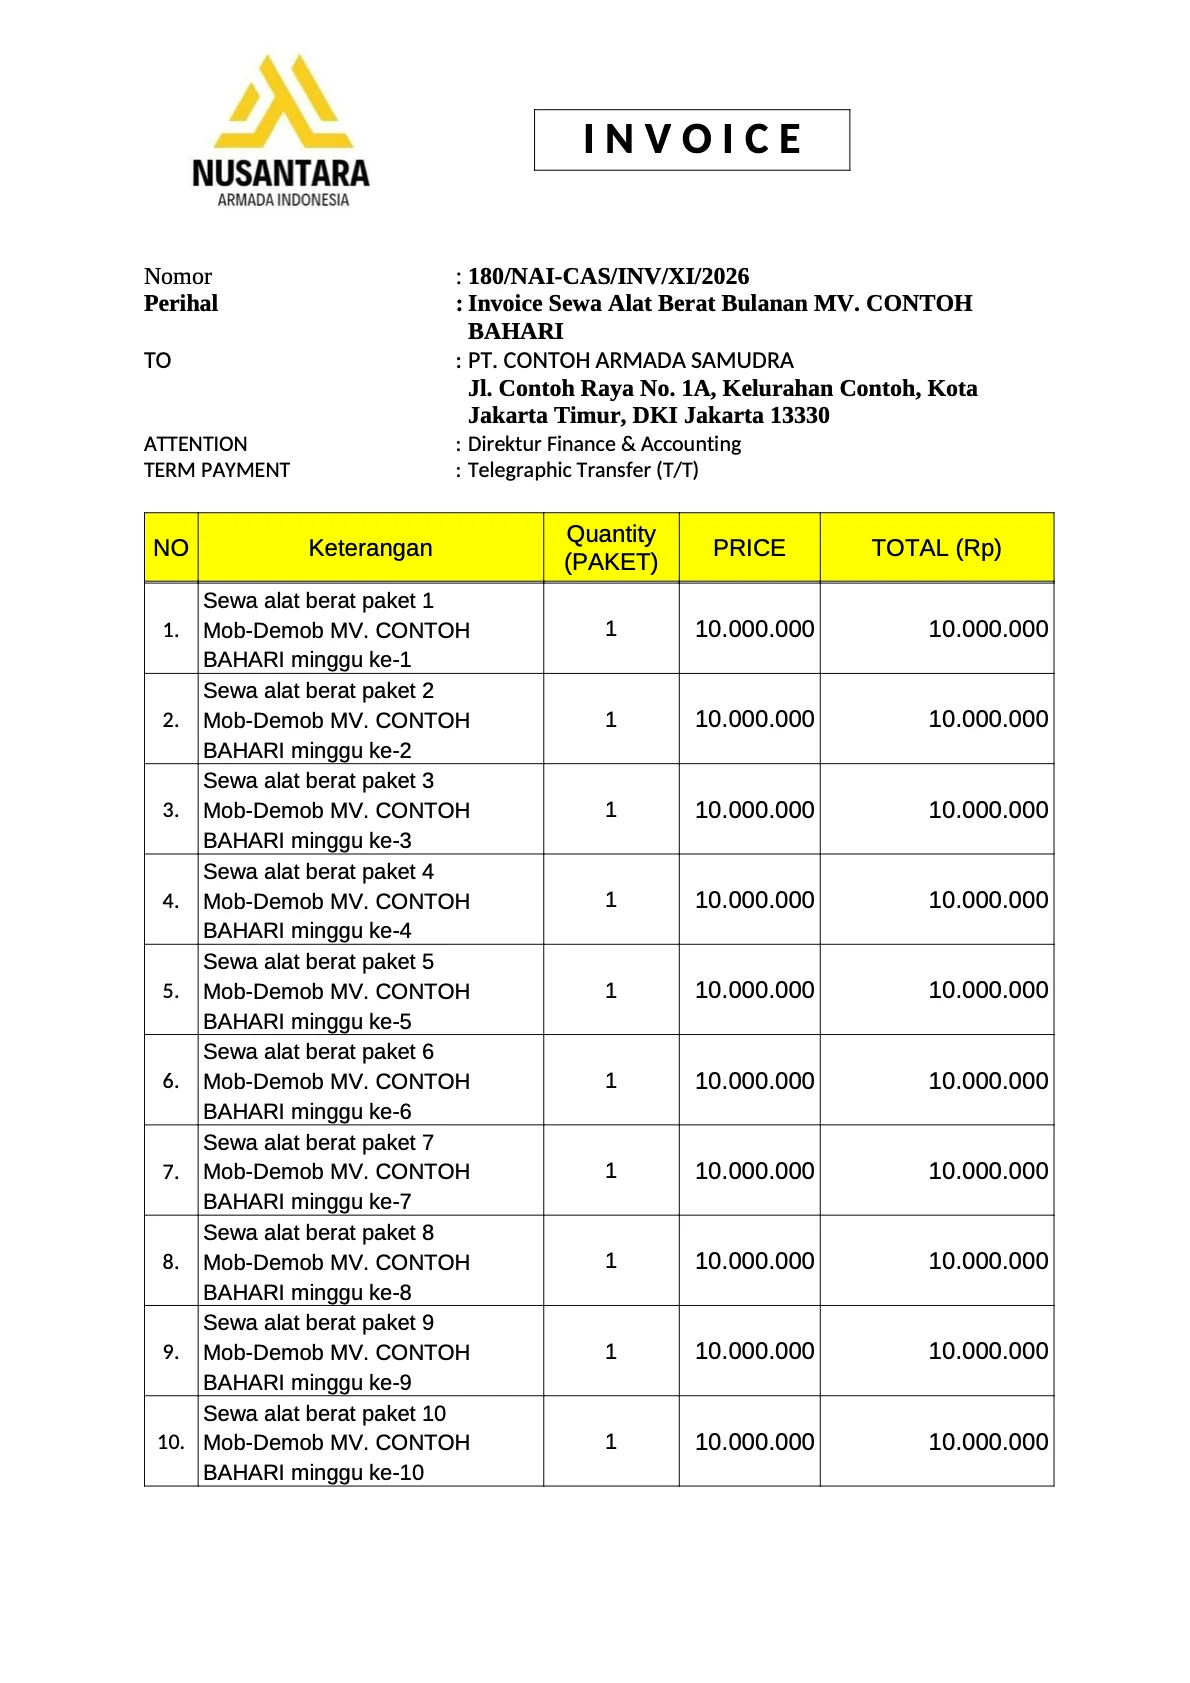 NUSANTARA
ARMADA INDONESIA
INVOICE
Nomor : 180/NAI-CAS/INV/XI/2026
Perihal : Invoice Sewa Alat Berat Bulanan MV. CONTOH
BAHARI
TO : PT. CONTOH ARMADA SAMUDRA
Jl. Contoh Raya No. 1A, Kelurahan Contoh, Kota
Jakarta Timur, DKI Jakarta 13330
ATTENTION : Direktur Finance & Accounting
TERM PAYMENT : Telegraphic Transfer (T/T)
NO Keterangan Quantity (PAKET) PRICE TOTAL (Rp)
Sewa alat berat paket 1
1. Mob-Demob MV. CONTOH 1 10.000.000 10.000.000
BAHARI minggu ke-1
Sewa alat berat paket 2
2. Mob-Demob MV. CONTOH 1 10.000.000 10.000.000
BAHARI minggu ke-2
Sewa alat berat paket 3
3. Mob-Demob MV. CONTOH 1 10.000.000 10.000.000
BAHARI minggu ke-3
Sewa alat berat paket 4
4. Mob-Demob MV. CONTOH 1 10.000.000 10.000.000
BAHARI minggu ke-4
Sewa alat berat paket 5
5. Mob-Demob MV. CONTOH 1 10.000.000 10.000.000
BAHARI minggu ke-5
Sewa alat berat paket 6
6. Mob-Demob MV. CONTOH 1 10.000.000 10.000.000
BAHARI minggu ke-6
Sewa alat berat paket 7
7. Mob-Demob MV. CONTOH 1 10.000.000 10.000.000
BAHARI minggu ke-7
Sewa alat berat paket 8
8. Mob-Demob MV. CONTOH 1 10.000.000 10.000.000
BAHARI minggu ke-8
Sewa alat berat paket 9
9. Mob-Demob MV. CONTOH 1 10.000.000 10.000.000
BAHARI minggu ke-9
Sewa alat berat paket 10
10. Mob-Demob MV. CONTOH 1 10.000.000 10.000.000
BAHARI minggu ke-10